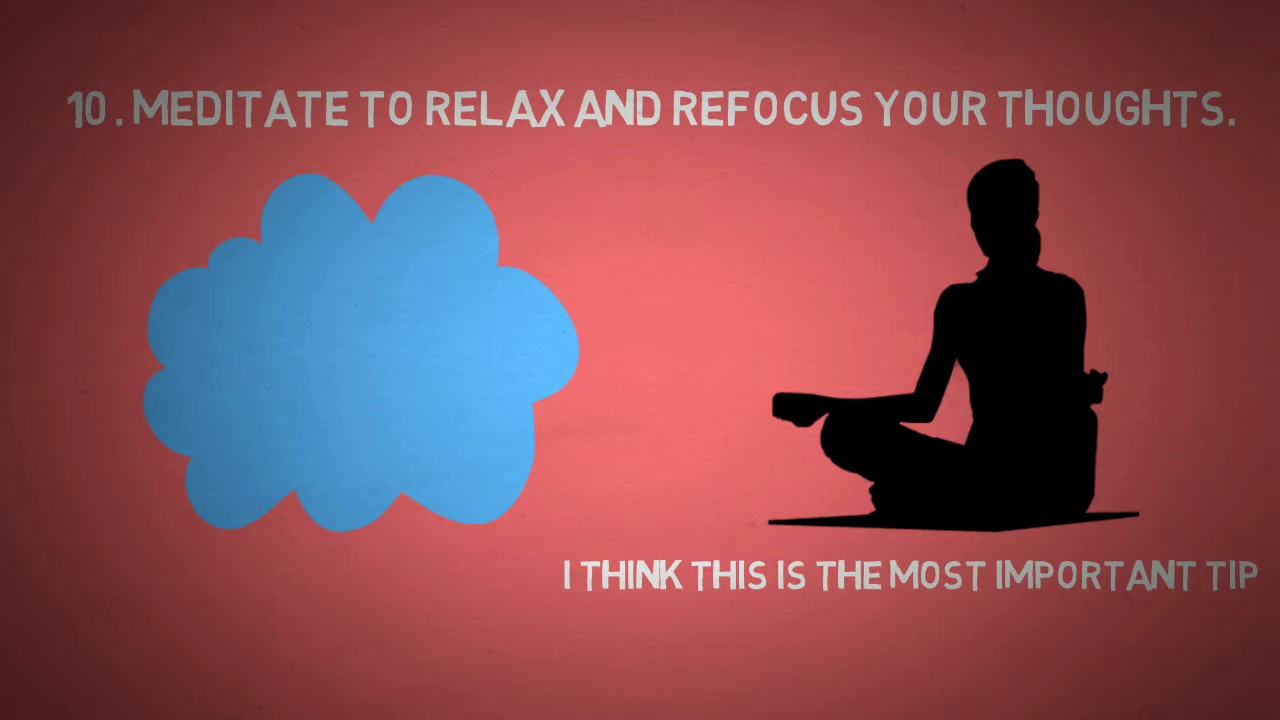 10. MEDITATE TO RELAX AND REFOCUS YOUR THOUGHTS.
I THINK THIS IS THE MOST IMPORTANT TIP